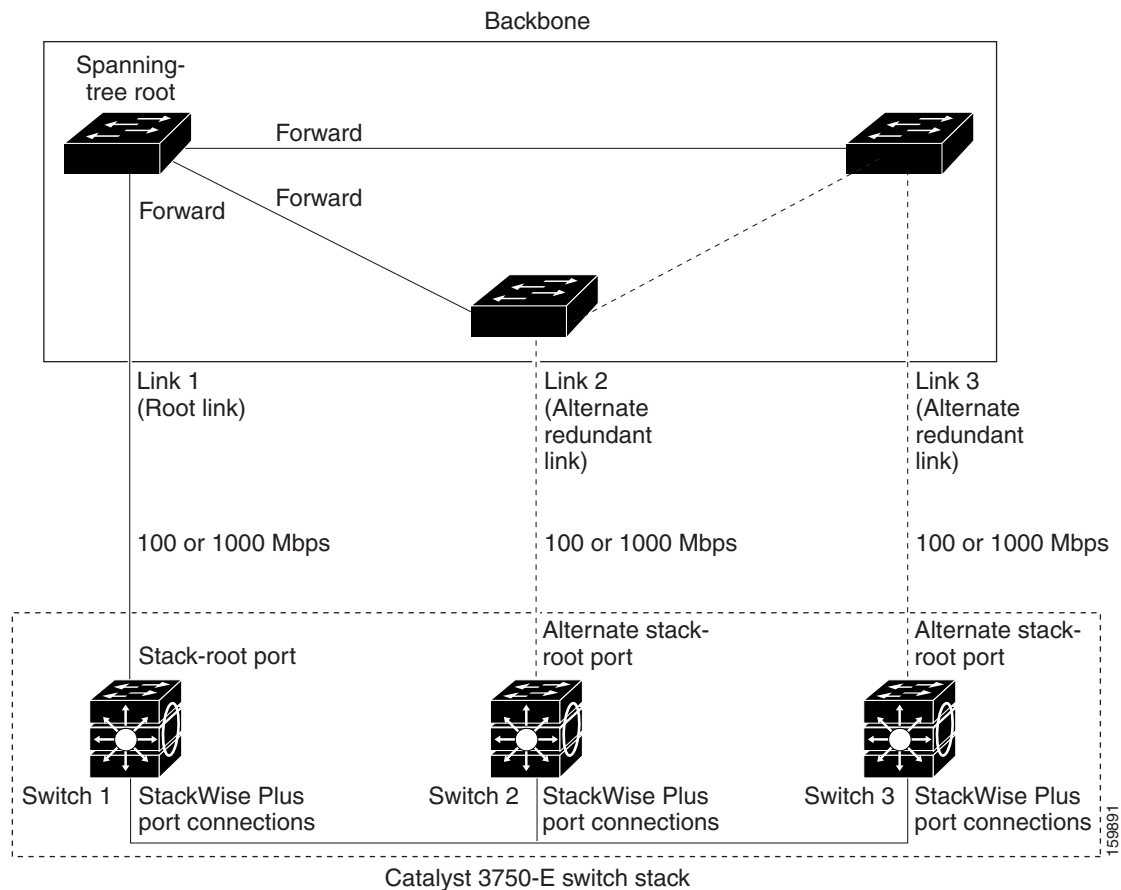 Backbone
Spanning-
tree root
Forward
Forward
Forward
Link 1
(Root link)
Link 2
(Alternate
redundant
link)
Link 3
(Alternate
redundant
link)
100 or 1000 Mbps
100 or 1000 Mbps
100 or 1000 Mbps
Stack-root port
Alternate stack-
root port
Alternate stack-
root port
Switch 1
StackWise Plus
port connections
Switch 2
StackWise Plus
port connections
Switch 3
StackWise Plus
port connections
159891
Catalyst 3750-E switch stack